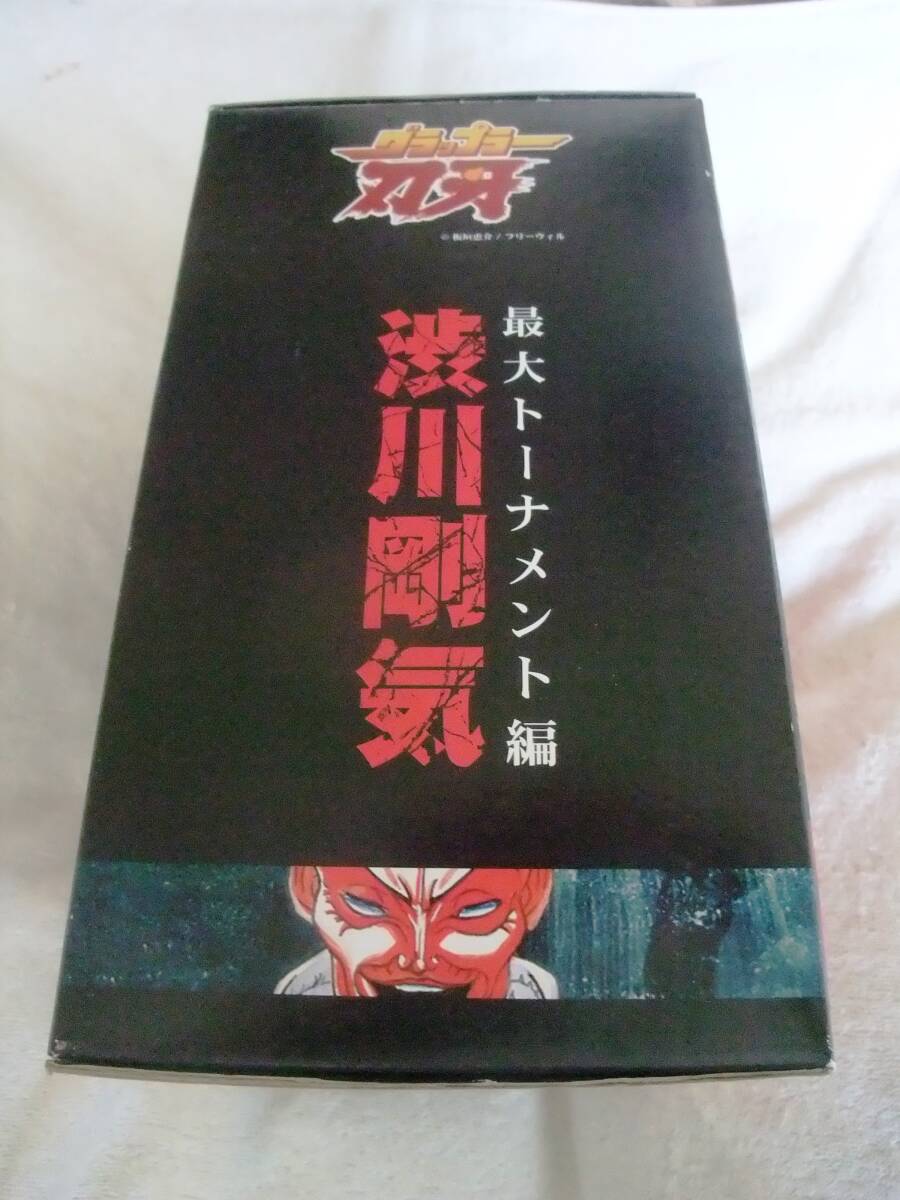 グラップラー
刃牙
© 板垣恵介 / フリーウィル
最大トーナメント編
渋川剛気